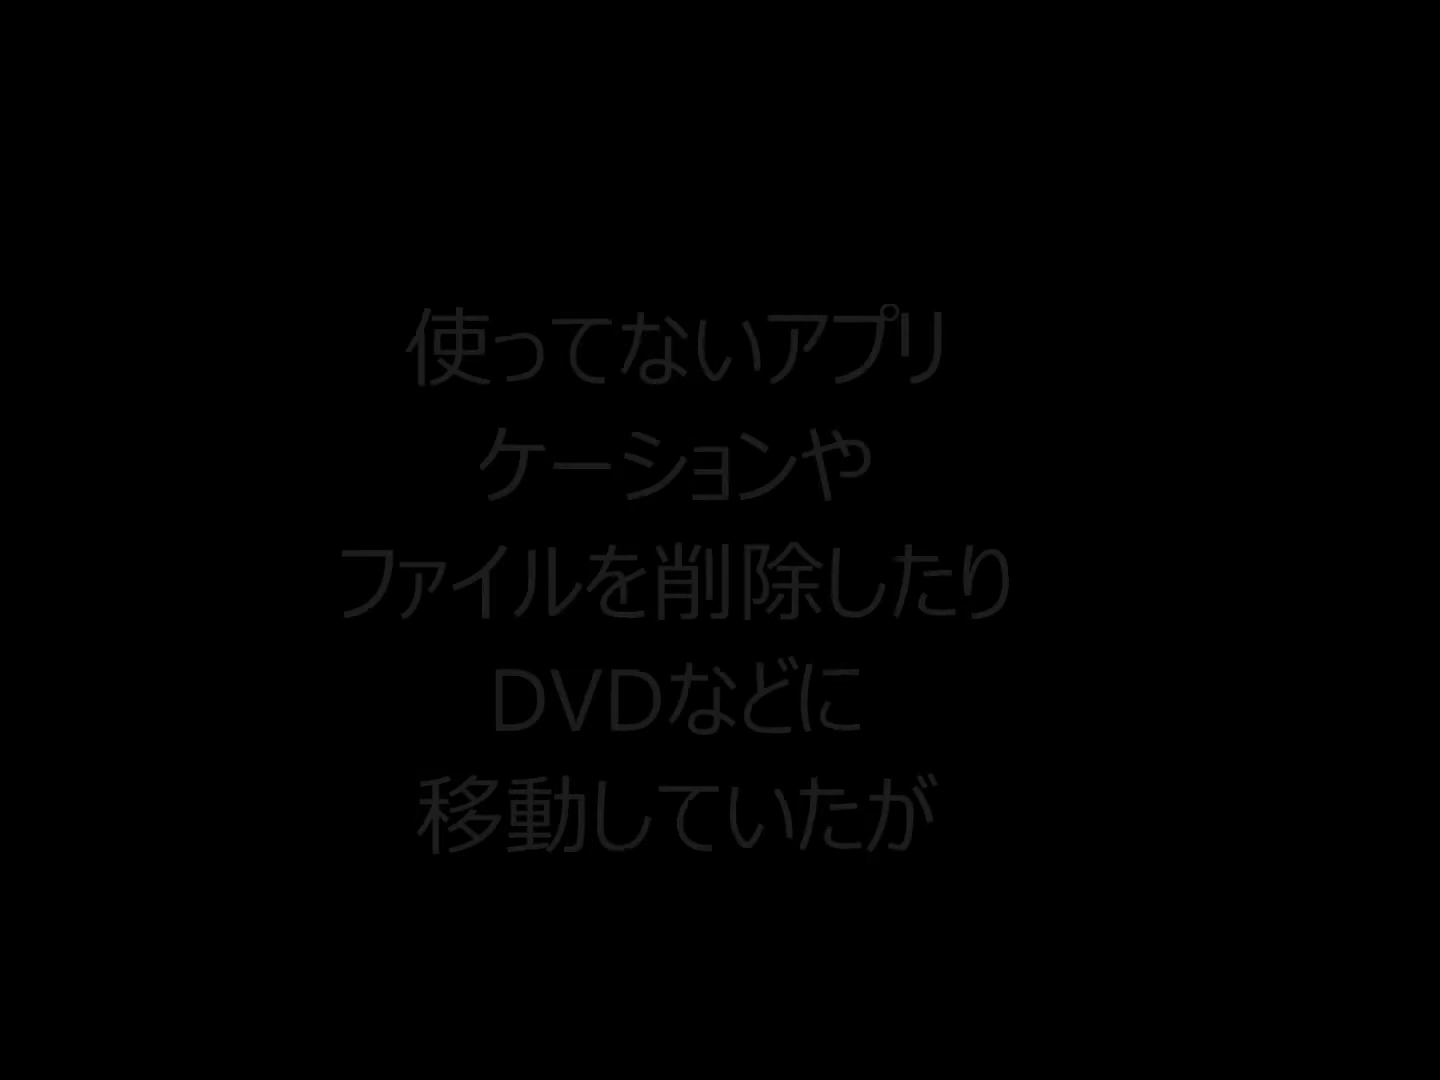 使ってないアプリ
ケーションや
ファイルを削除したり
DVDなどに
移動していたが